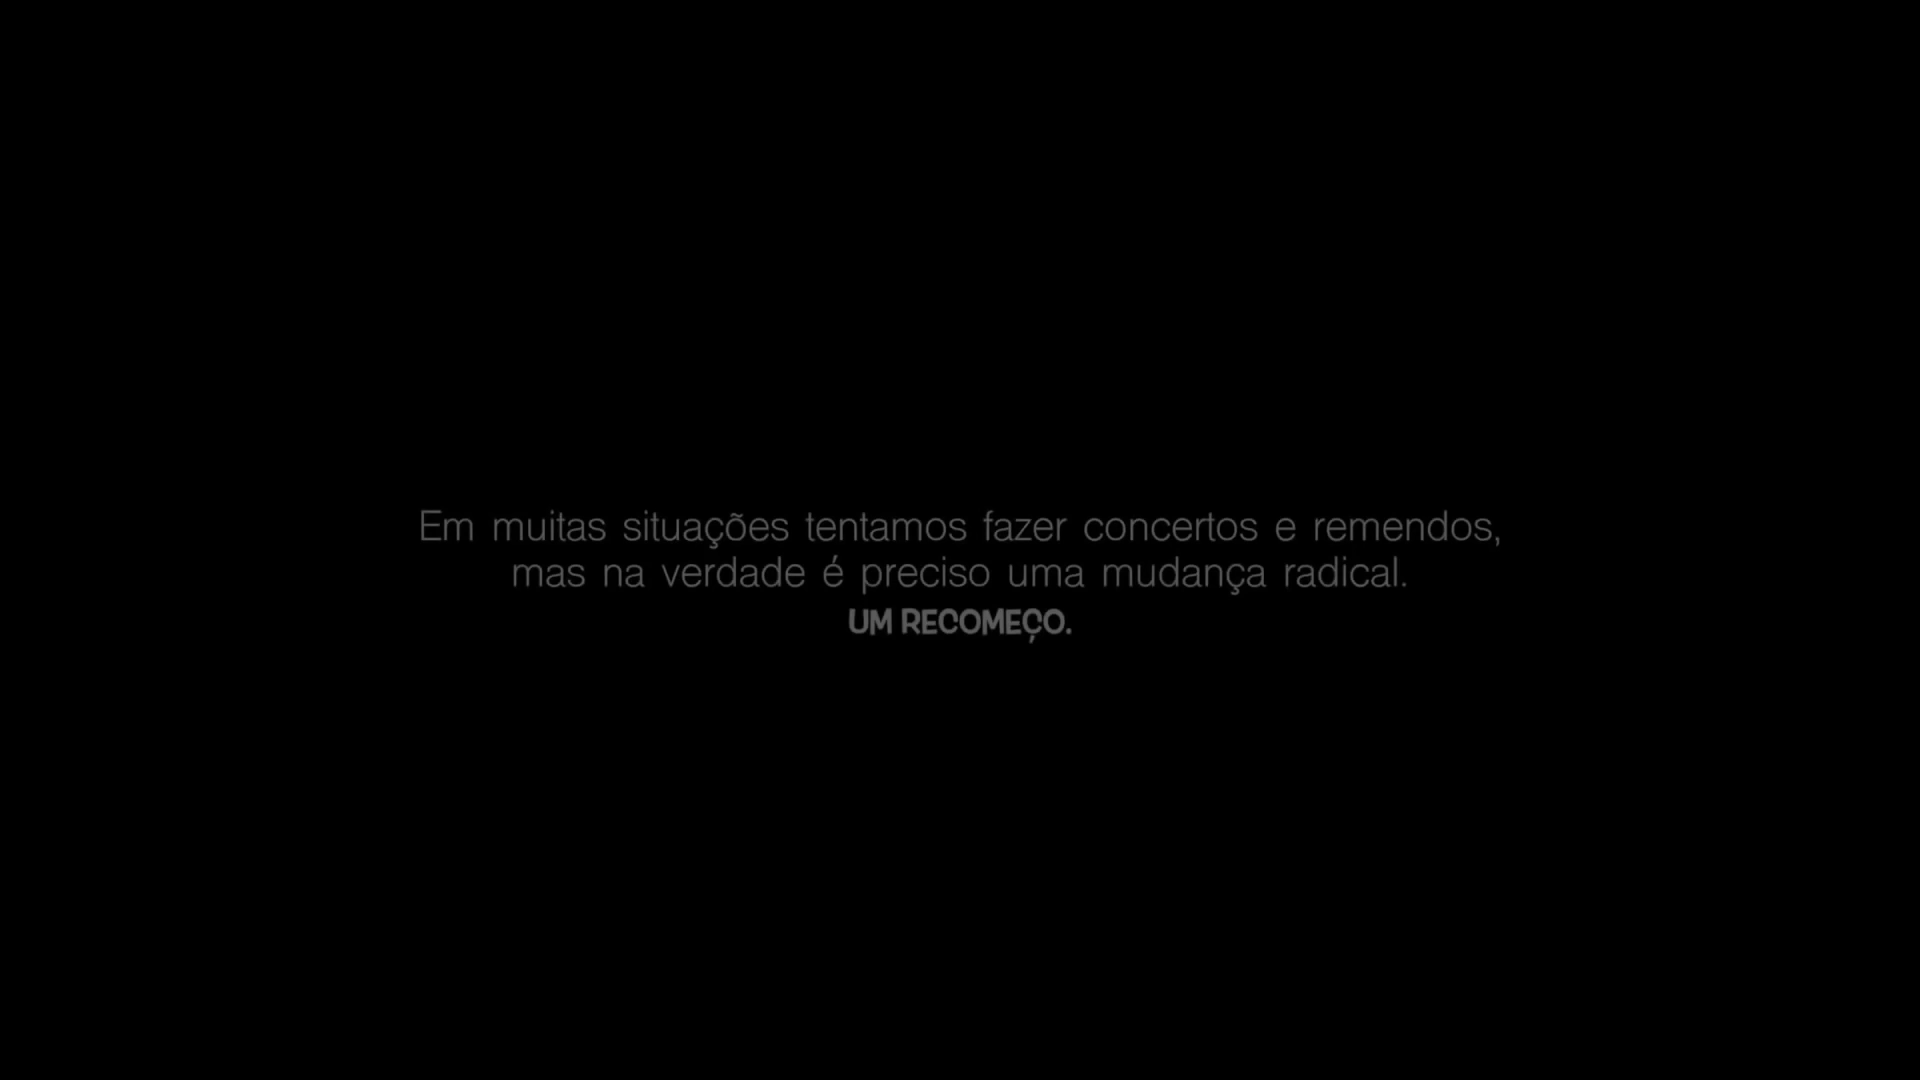 Em muitas situações tentamos fazer concertos e remendos,
mas na verdade é preciso uma mudança radical.
UM RECOMEÇO.